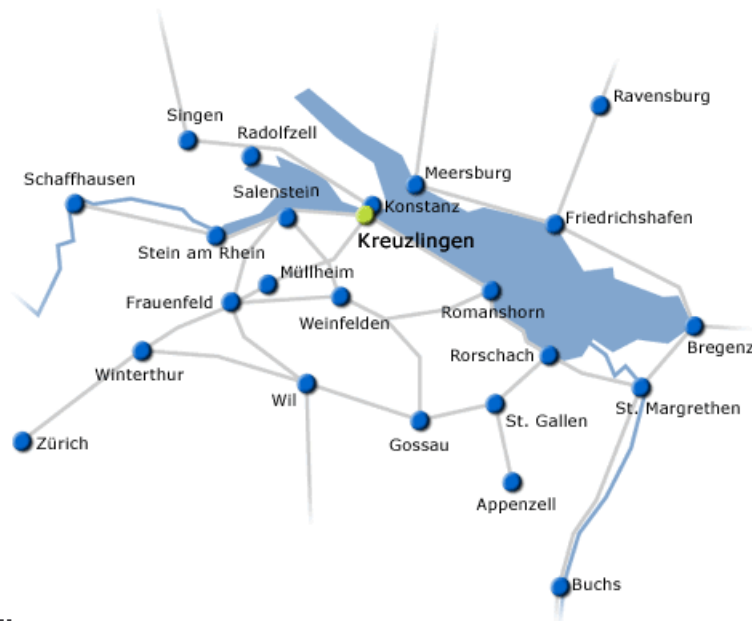 Ravensburg
Singen
Radolfzell
Meersburg
Schaffhausen
Salenstein
Konstanz
Friedrichshafen
Kreuzlingen
Stein am Rhein
Müllheim
Frauenfeld
Romanshorn
Weinfelden
Bregenz
Rorschach
Winterthur
Wil
St. Margrethen
St. Gallen
Zürich
Gossau
Appenzell
Buchs